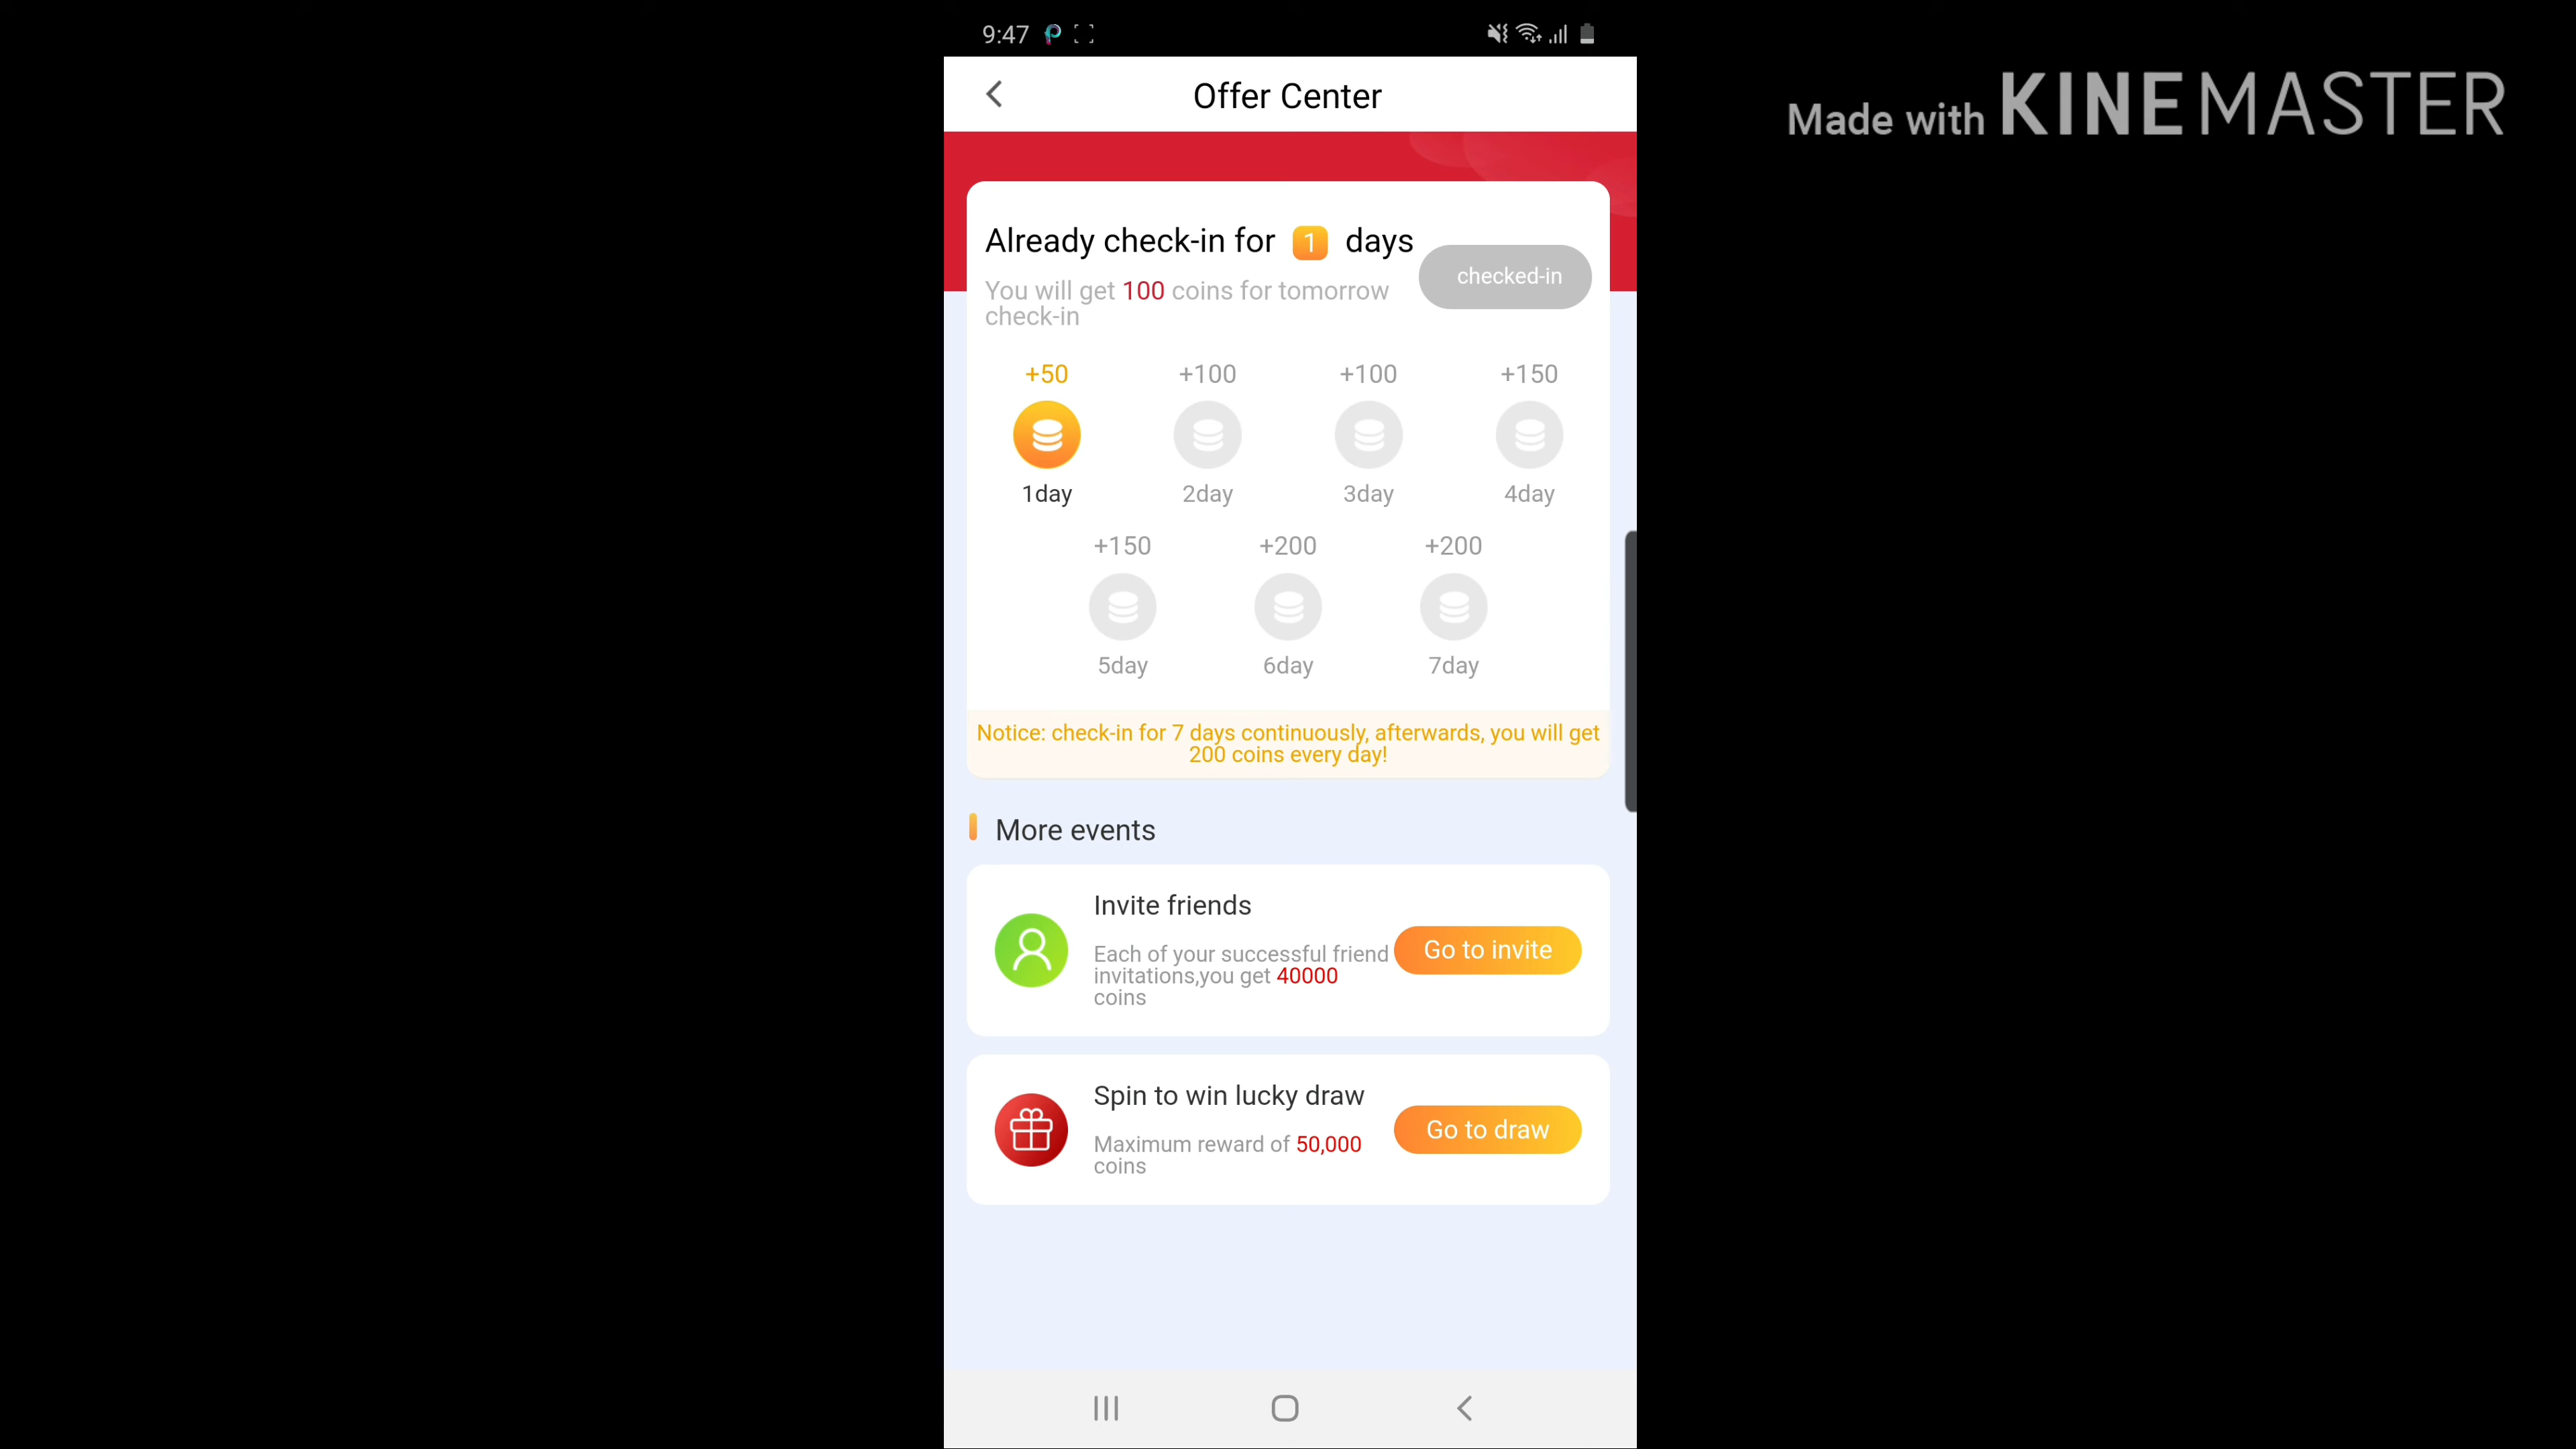 9:47
Made with KINEMASTER
Offer Center
Already check-in for 1 days
checked-in
You will get 100 coins for tomorrow
check-in
+50 +100 +100 +150
1day 2day 3day 4day
+150 +200 +200
5day 6day 7day
Notice: check-in for 7 days continuously, afterwards, you will get
200 coins every day!
More events
Invite friends
Each of your successful friend
invitations,you get 40000
coins
Go to invite
Spin to win lucky draw
Maximum reward of 50,000
coins
Go to draw